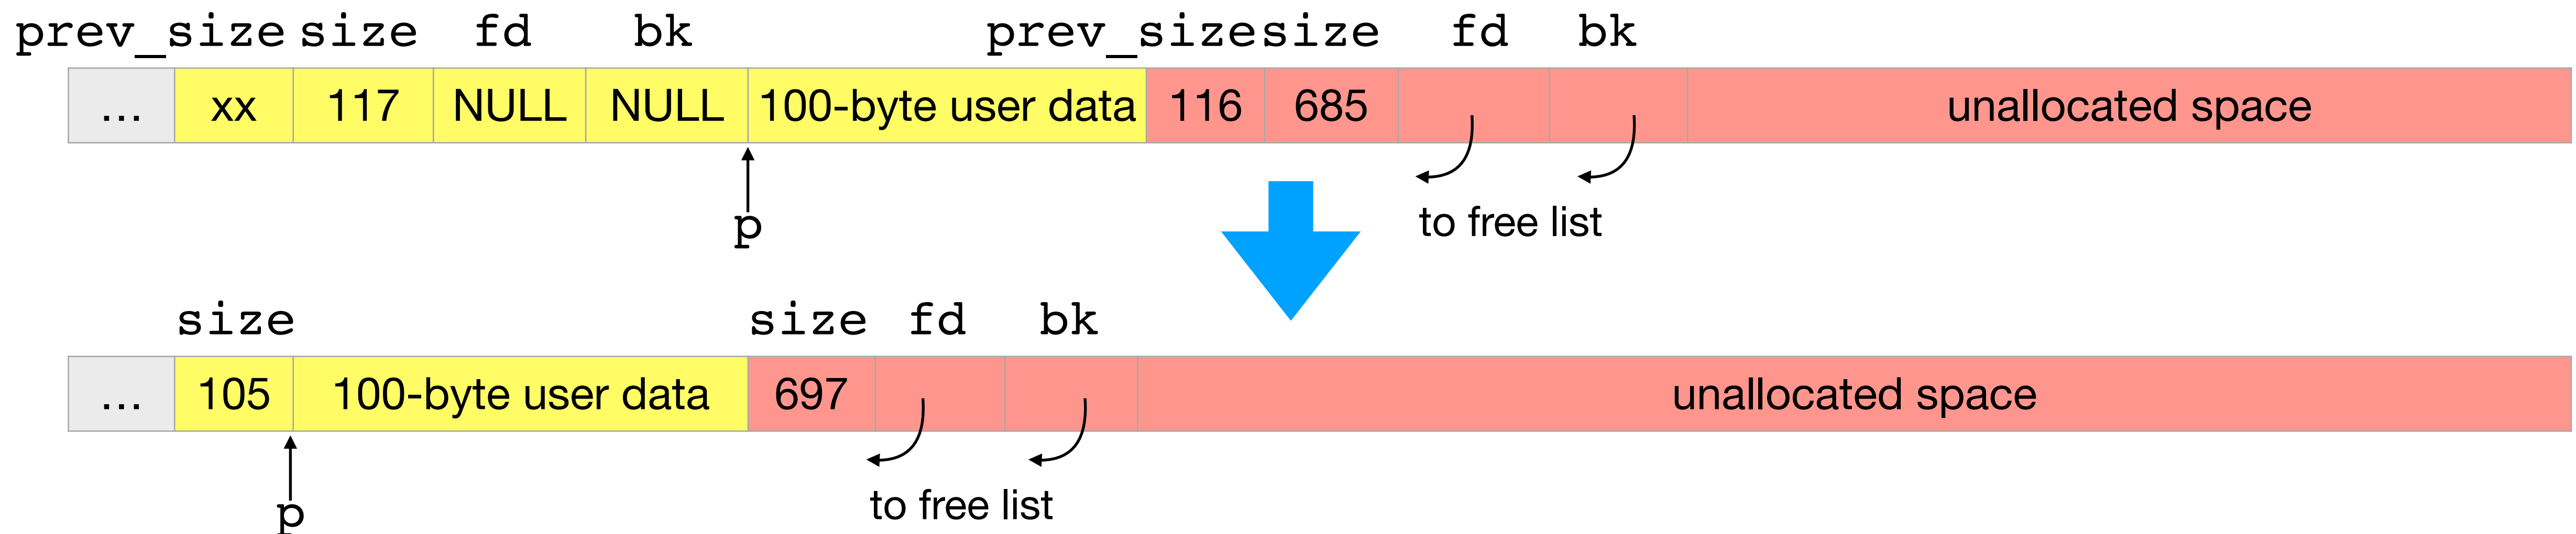 prev_size size fd bk prev_size size fd bk
... xx 117 NULL NULL 100-byte user data 116 685 unallocated space
p to free list
size size fd bk
... 105 100-byte user data 697 unallocated space
p to free list